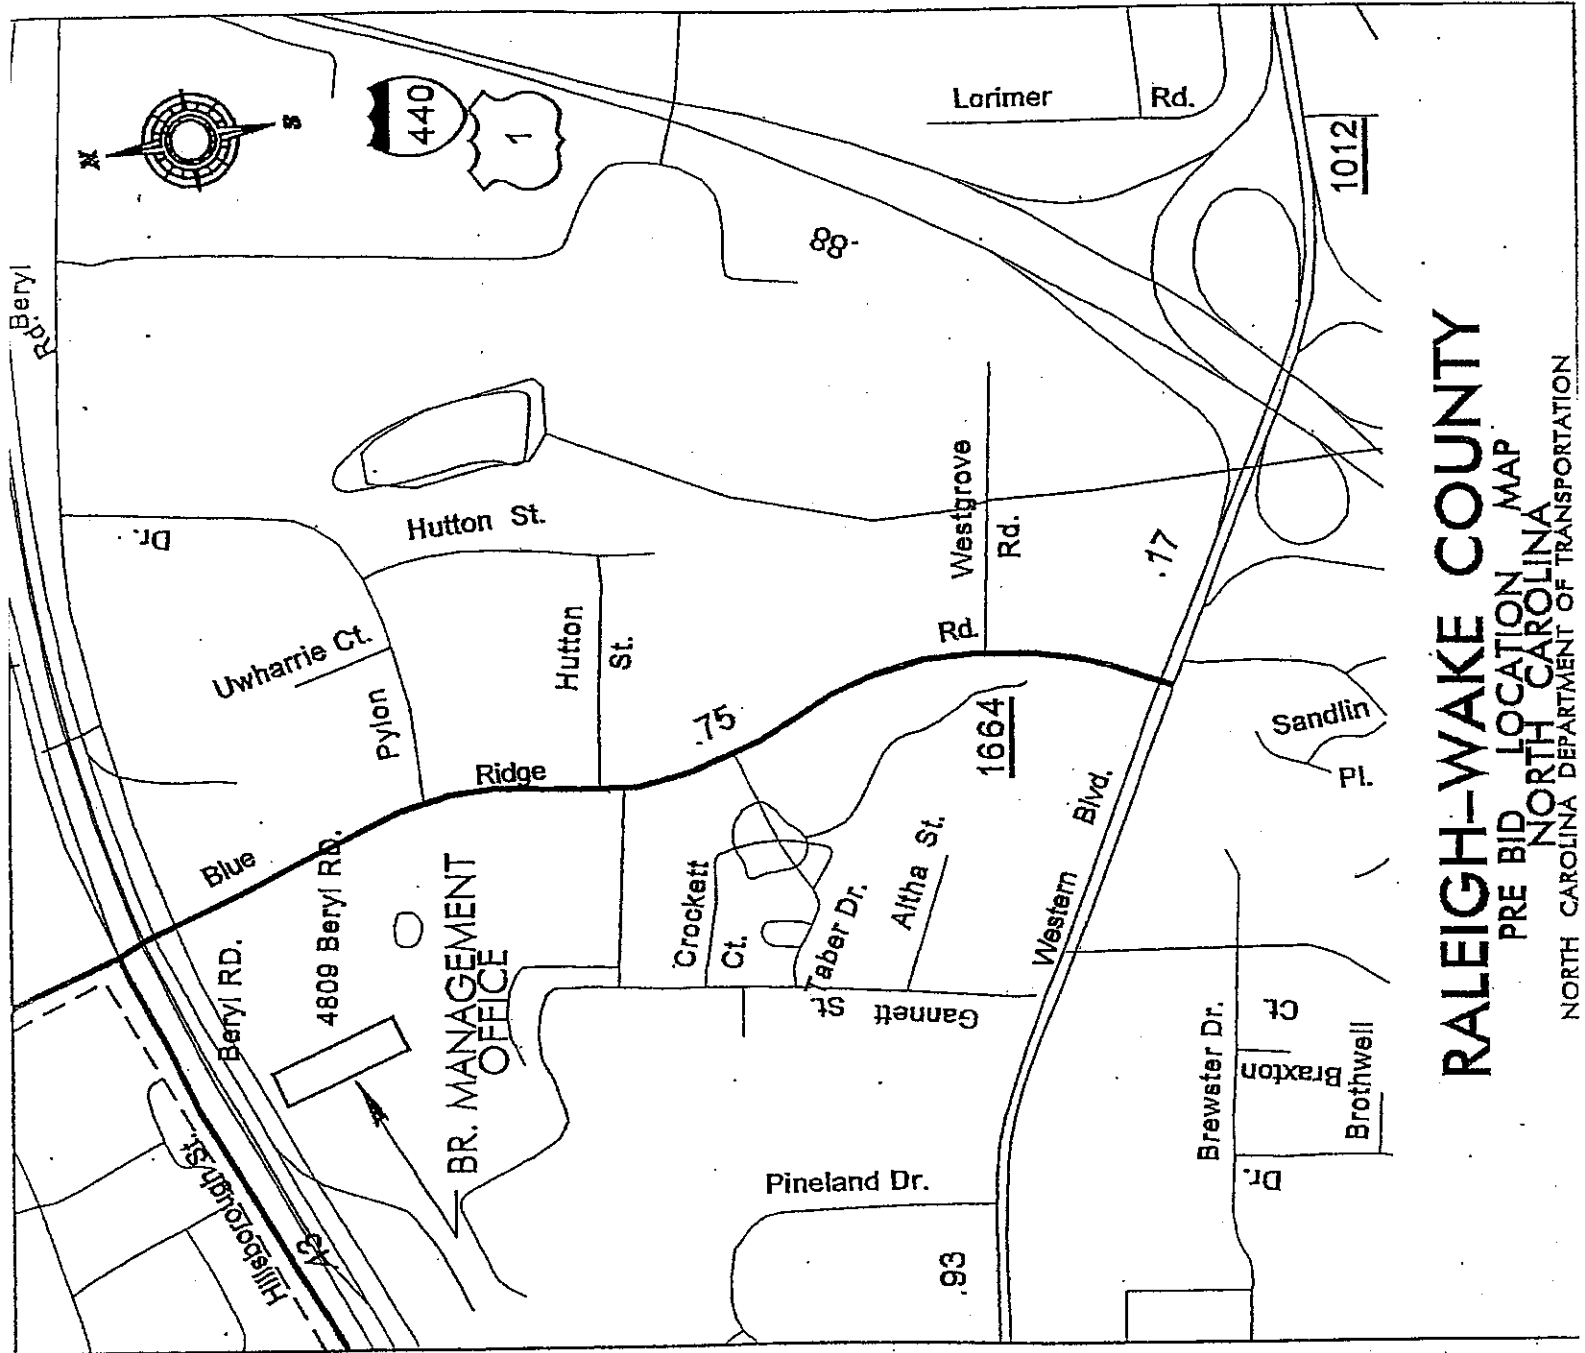 N
S
440
1
Lorimer Rd.
1012
.88
Beryl
Rd.
Dr.
Hutton St.
Westgrove
Rd.
.17
Uwharrie Ct.
Hutton
St.
Rd.
Pylon
.75
1664
Sandlin
Pl.
Ridge
Blue
Blvd.
Western
4809 Beryl RD.
Beryl RD.
Crockett
Ct.
Taber Dr.
Altha St.
Gannett St.
BR. MANAGEMENT
OFFICE
Hillsborough St.
.43
Pineland Dr.
.93
Brewster Dr.
Braxton
Ct.
Brothwell
Dr.
RALEIGH-WAKE COUNTY
PRE BID LOCATION MAP
NORTH CAROLINA
NORTH CAROLINA DEPARTMENT OF TRANSPORTATION